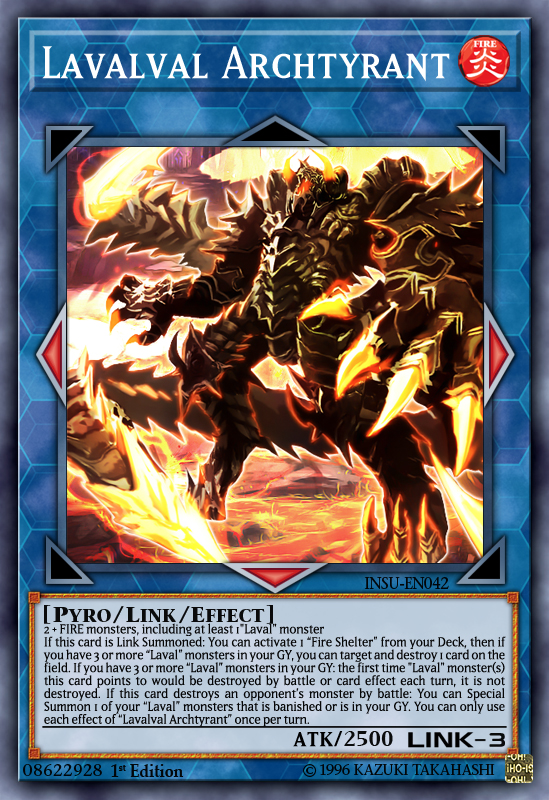 LAVALVAL ARCHTYRANT
FIRE
炎
INSU-EN042
[PYRO/LINK/EFFECT]
2 + FIRE monsters, including at least 1"Laval" monster
If this card is Link Summoned: You can activate 1 “Fire Shelter” from your Deck, then if
you have 3 or more “Laval” monsters in your GY, you can target and destroy 1 card on the
field. If you have 3 or more “Laval” monsters in your GY: the first time "Laval" monster(s)
this card points to would be destroyed by battle or card effect each turn, it is not
destroyed. If this card destroys an opponent’s monster by battle: You can Special
Summon 1 of your “Laval” monsters that is banished or is in your GY. You can only use
each effect of “Lavalval Archtyrant” once per turn.
ATK/2500 LINK-3
08622928 1st Edition © 1996 KAZUKI TAKAHASHI